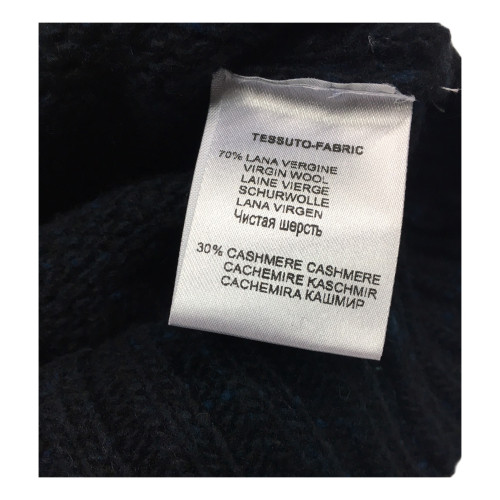 TESSUTO-FABRIC
70% LANA VERGINE
VIRGIN WOOL
LAINE VIERGE
SCHURWOLLE
LANA VIRGEN
Чистая шерсть
30% CASHMERE CASHMERE
CACHEMIRE KASCHMIR
CACHEMIRA КАШМИР